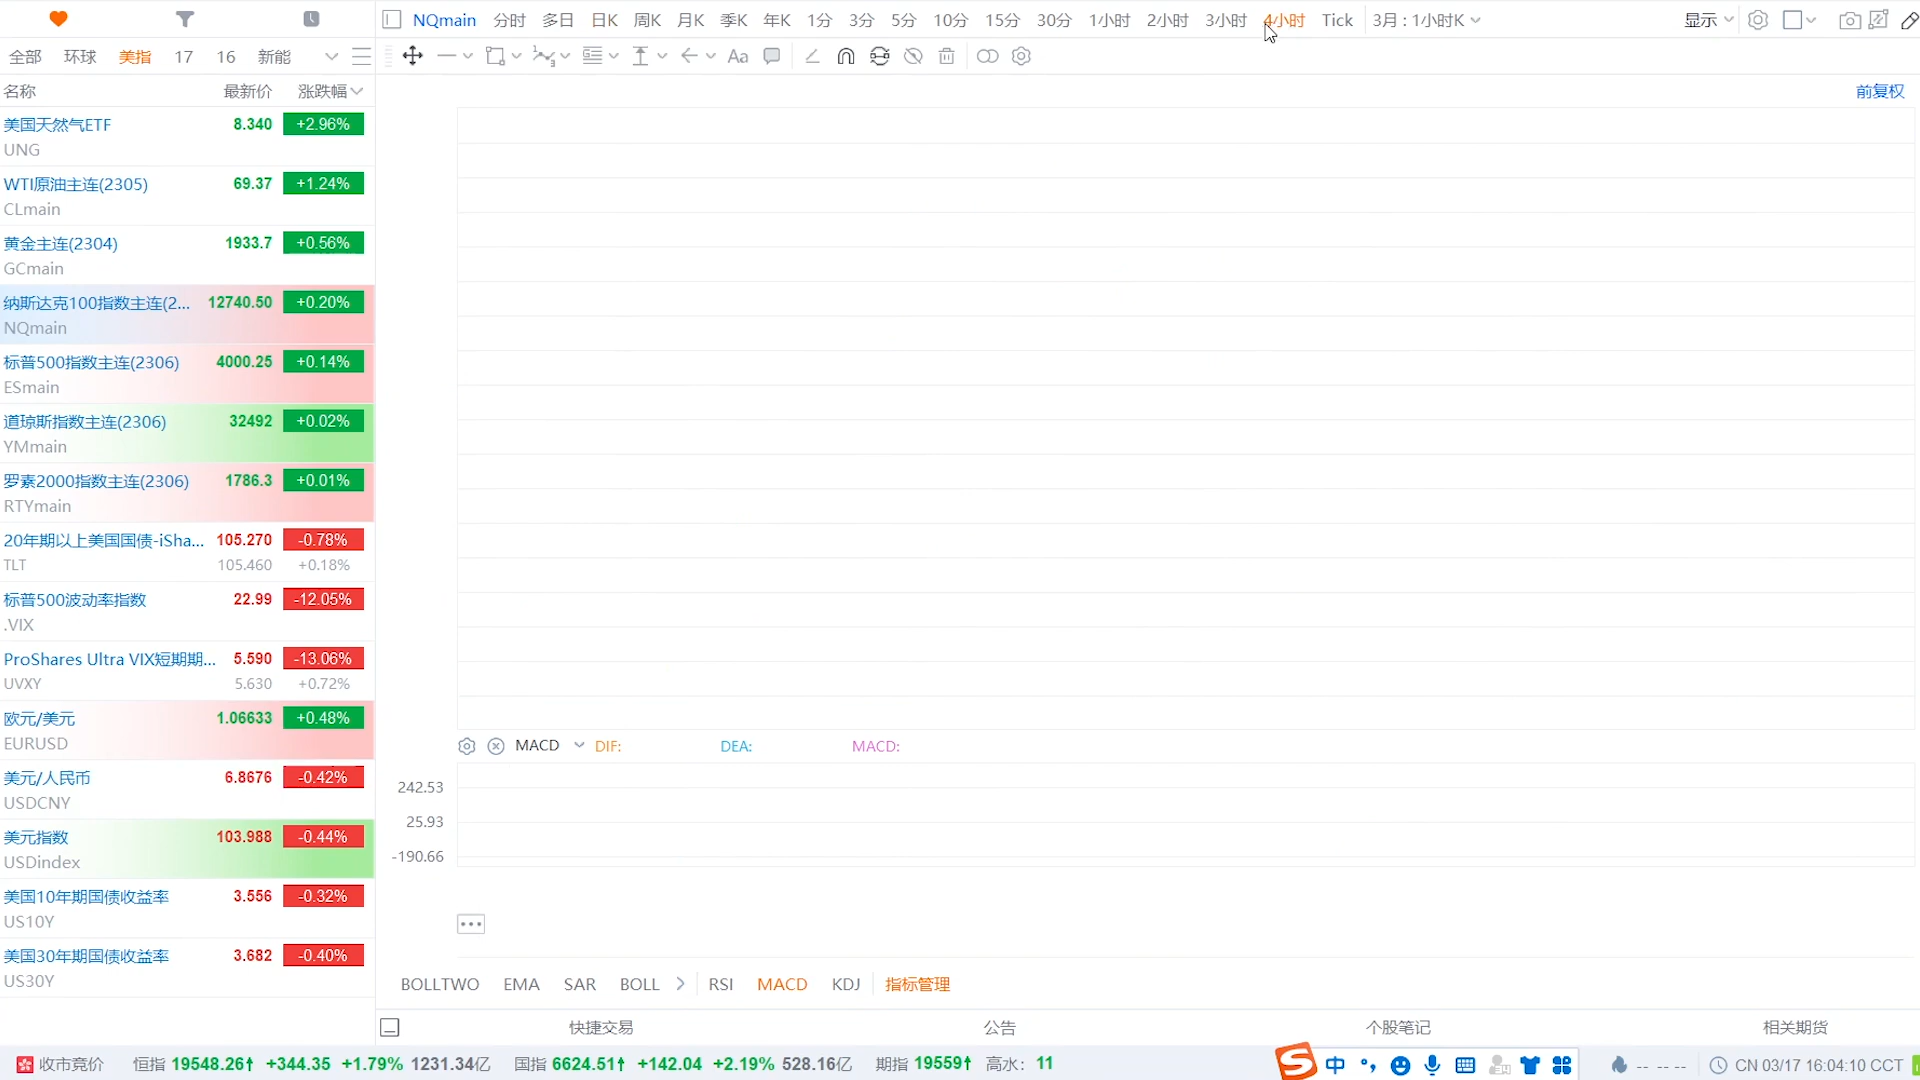 NQmain 分时 多日 日K 周K 月K 季K 年K 1分 3分 5分 10分 15分 30分 1小时 2小时 3小时 4小时 Tick 3月 : 1小时K 显示
全部 环球 美指 17 16 新能
Aa
名称 最新价 涨跌幅
前复权
美国天然气ETF 8.340 +2.96%
UNG
WTI原油主连(2305) 69.37 +1.24%
CLmain
黄金主连(2304) 1933.7 +0.56%
GCmain
纳斯达克100指数主连(2... 12740.50 +0.20%
NQmain
标普500指数主连(2306) 4000.25 +0.14%
ESmain
道琼斯指数主连(2306) 32492 +0.02%
YMmain
罗素2000指数主连(2306) 1786.3 +0.01%
RTYmain
20年期以上美国国债-iSha... 105.270 -0.78%
TLT 105.460 +0.18%
标普500波动率指数 22.99 -12.05%
.VIX
ProShares Ultra VIX短期期... 5.590 -13.06%
UVXY 5.630 +0.72%
欧元/美元 1.06633 +0.48%
EURUSD
美元/人民币 6.8676 -0.42%
USDCNY
美元指数 103.988 -0.44%
USDindex
美国10年期国债收益率 3.556 -0.32%
US10Y
美国30年期国债收益率 3.682 -0.40%
US30Y
MACD DIF: DEA: MACD:
242.53
25.93
-190.66
BOLLTWO EMA SAR BOLL RSI MACD KDJ 指标管理
快捷交易 公告 个股笔记 相关期货
收市竞价 恒指 19548.26↑ +344.35 +1.79% 1231.34亿 国指 6624.51↑ +142.04 +2.19% 528.16亿 期指 19559↑ 高水: 11 中 -- -- -- CN 03/17 16:04:10 CCT